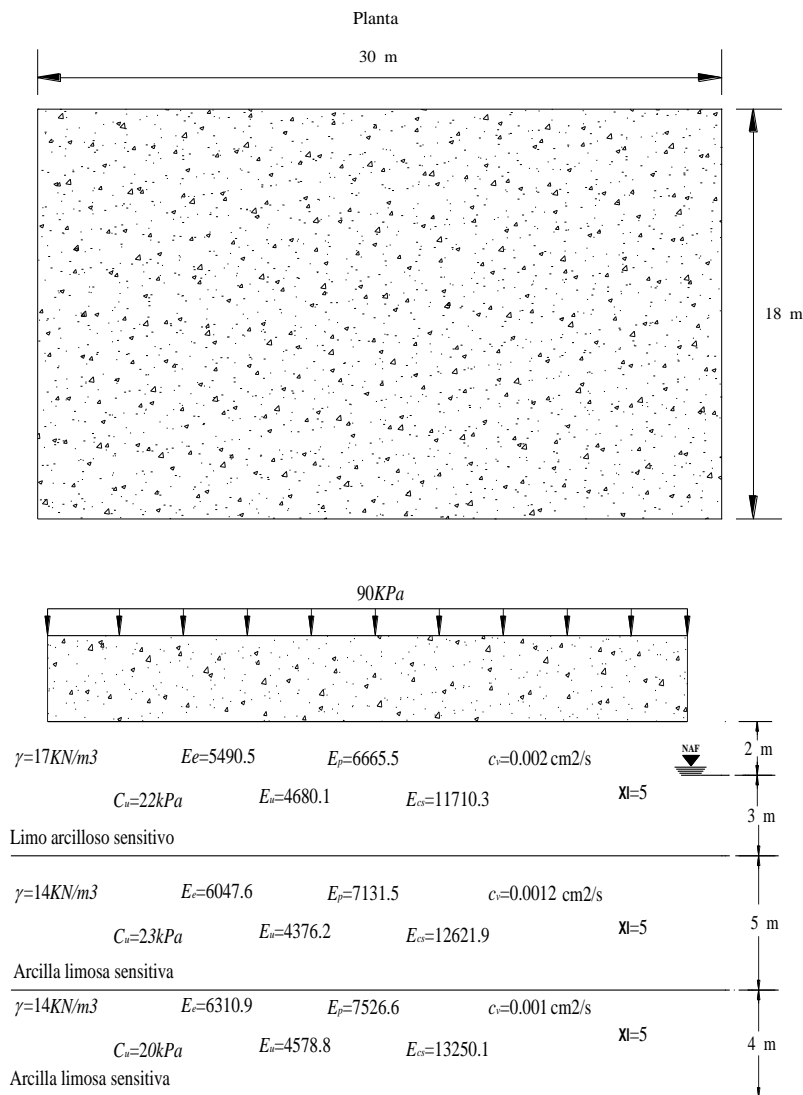 Planta
30 m
18 m
90KPa
γ=17KN/m3 Ee=5490.5 Ep=6665.5 cv=0.002 cm2/s NAF 2 m
Cu=22kPa Eu=4680.1 Ecs=11710.3 XI=5 3 m
Limo arcilloso sensitivo
γ=14KN/m3 Ee=6047.6 Ep=7131.5 cv=0.0012 cm2/s
Cu=23kPa Eu=4376.2 Ecs=12621.9 XI=5 5 m
Arcilla limosa sensitiva
γ=14KN/m3 Ee=6310.9 Ep=7526.6 cv=0.001 cm2/s
Cu=20kPa Eu=4578.8 Ecs=13250.1 XI=5 4 m
Arcilla limosa sensitiva